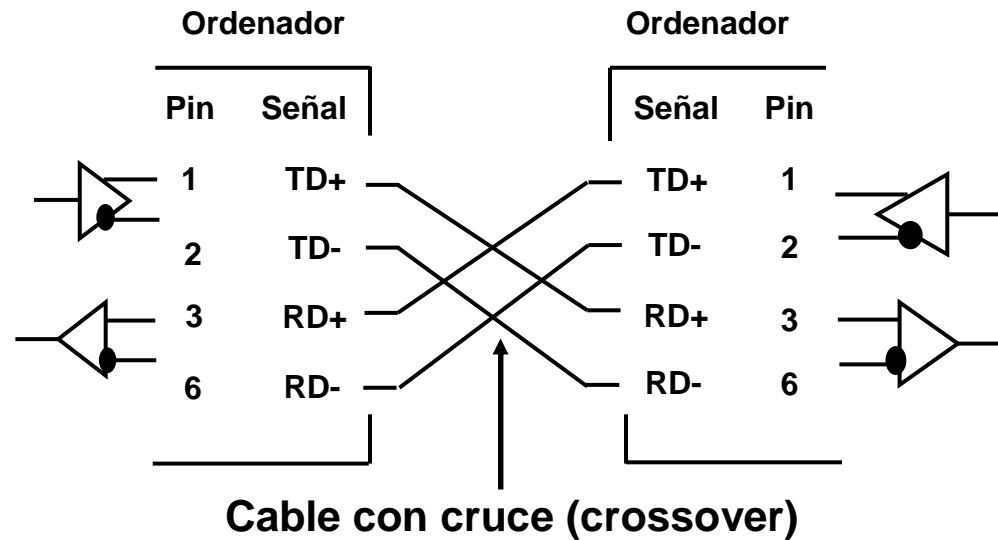 Ordenador Ordenador
Pin Señal Señal Pin
1 TD+ TD+ 1
2 TD- TD- 2
3 RD+ RD+ 3
6 RD- RD- 6
Cable con cruce (crossover)